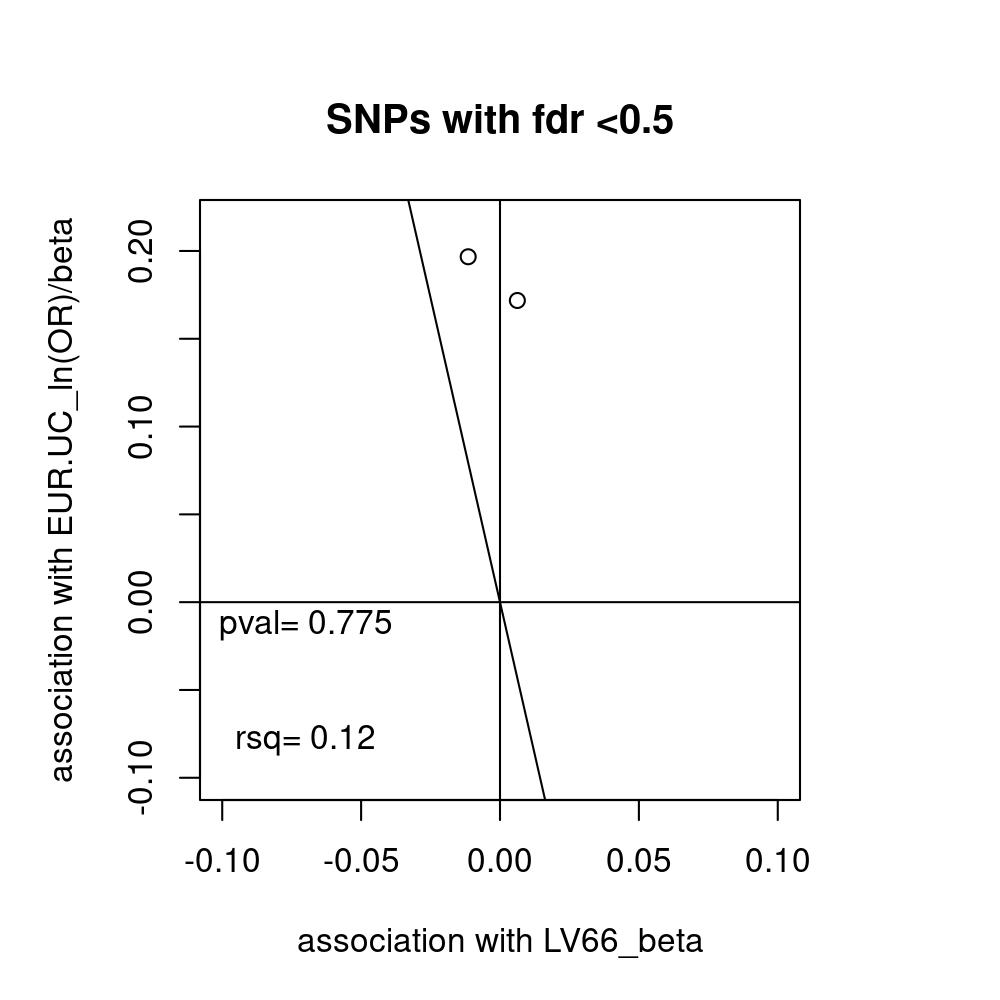 SNPs with fdr <0.5
association with EUR.UC_ln(OR)/beta
0.20
0.10
0.00
-0.10
pval= 0.775
rsq= 0.12
-0.10 -0.05 0.00 0.05 0.10
association with LV66_beta